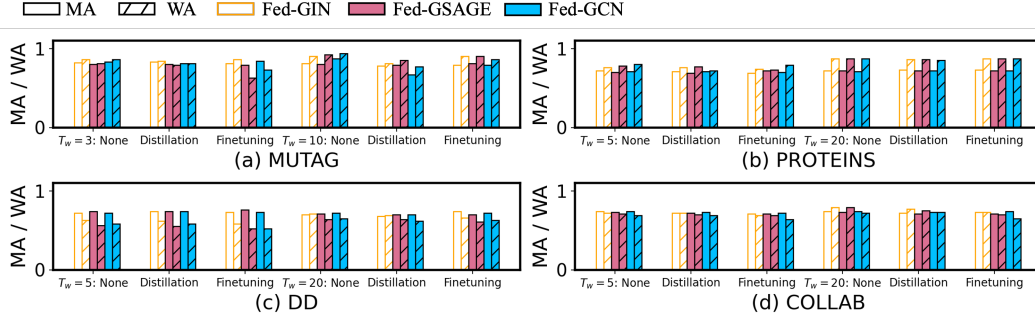 MA WA Fed-GIN Fed-GSAGE Fed-GCN
MA / WA
1
0
$T_w = 3$: None Distillation Finetuning $T_w = 10$: None Distillation Finetuning
(a) MUTAG
MA / WA
1
0
$T_w = 5$: None Distillation Finetuning $T_w = 20$: None Distillation Finetuning
(b) PROTEINS
MA / WA
1
0
$T_w = 5$: None Distillation Finetuning $T_w = 20$: None Distillation Finetuning
(c) DD
MA / WA
1
0
$T_w = 5$: None Distillation Finetuning $T_w = 20$: None Distillation Finetuning
(d) COLLAB